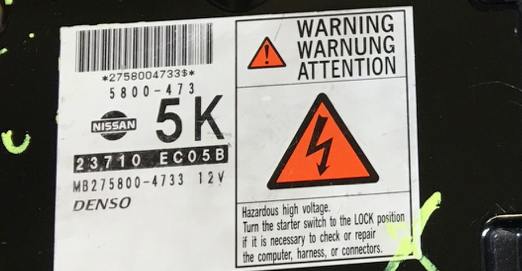 *2758004733$*
5800-473
NISSAN
5K
23710 EC05B
MB275800-4733 12V
DENSO
WARNING
WARNUNG
ATTENTION
Hazardous high voltage.
Turn the starter switch to the LOCK position
if it is necessary to check or repair
the computer, harness, or connectors.